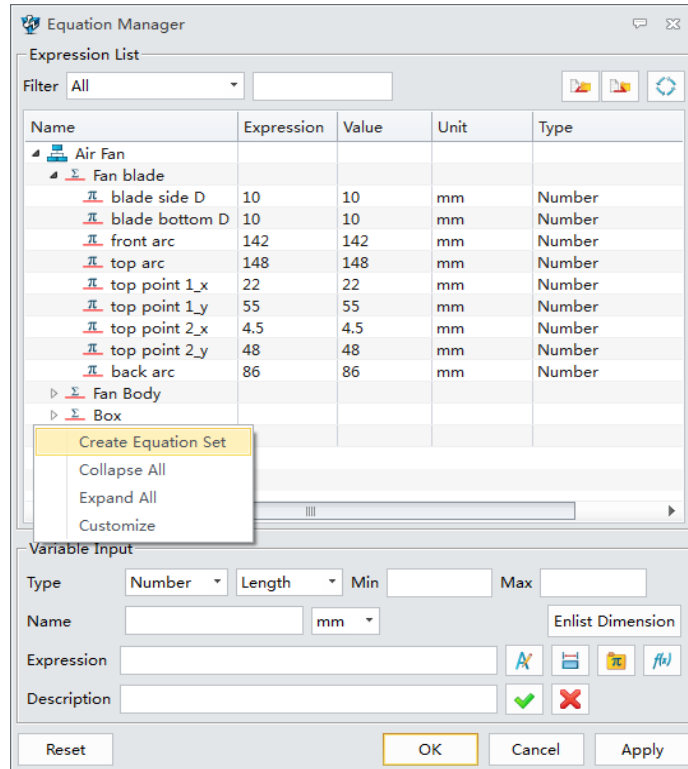 Equation Manager
Expression List
Filter All
Name Expression Value Unit Type
Air Fan
Σ Fan blade
π blade side D 10 10 mm Number
π blade bottom D 10 10 mm Number
π front arc 142 142 mm Number
π top arc 148 148 mm Number
π top point 1_x 22 22 mm Number
π top point 1_y 55 55 mm Number
π top point 2_x 4.5 4.5 mm Number
π top point 2_y 48 48 mm Number
π back arc 86 86 mm Number
Σ Fan Body
Σ Box
Create Equation Set
Collapse All
Expand All
Customize
Variable Input
Type Number Length Min Max
Name mm Enlist Dimension
Expression π f(x)
Description
Reset OK Cancel Apply